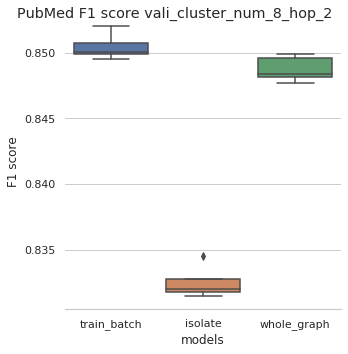 PubMed F1 score vali_cluster_num_8_hop_2
0.850
0.845
0.840
0.835
F1 score
train_batch isolate whole_graph
models